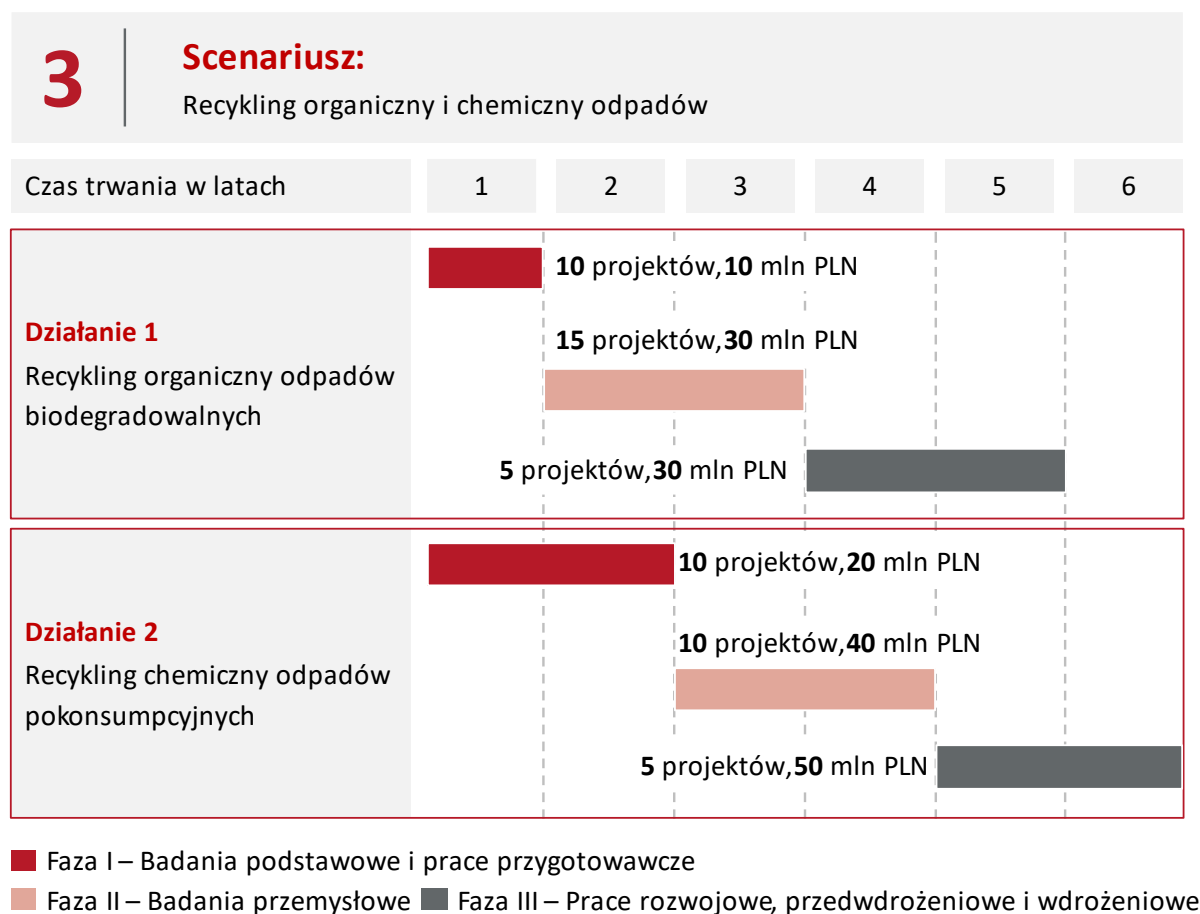 3
Scenariusz:
Recykling organiczny i chemiczny odpadów
Czas trwania w latach 1 2 3 4 5 6
Działanie 1
Recykling organiczny odpadów
biodegradowalnych
10 projektów, 10 mln PLN
15 projektów, 30 mln PLN
5 projektów, 30 mln PLN
Działanie 2
Recykling chemiczny odpadów
pokonsumpcyjnych
10 projektów, 20 mln PLN
10 projektów, 40 mln PLN
5 projektów, 50 mln PLN
Faza I – Badania podstawowe i prace przygotowawcze
Faza II – Badania przemysłowe Faza III – Prace rozwojowe, przedwdrożeniowe i wdrożeniowe